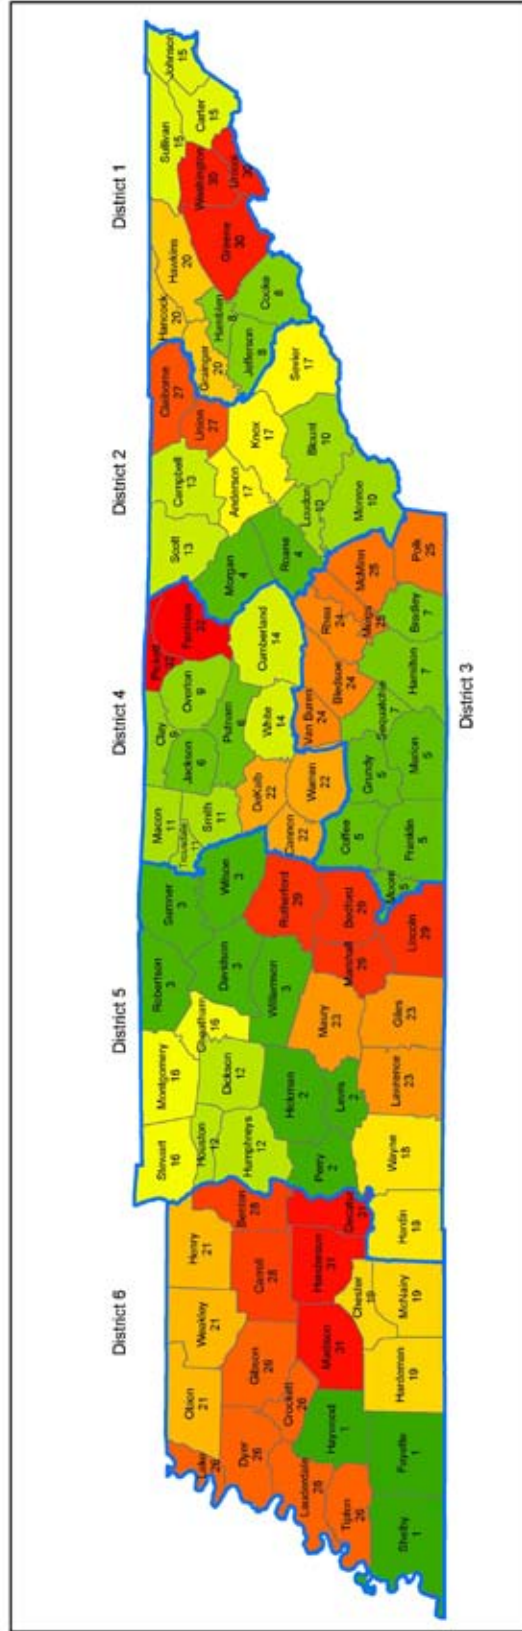 District 6
District 5
District 4
District 2
District 1
Lake
26
Obion
21
Weakley
21
Henry
21
Stewart
16
Montgomery
16
Robertson
3
Sumner
3
Macon
11
Clay
9
Pickett
Scott
13
Campbell
13
Claiborne
27
Hancock
20
Hawkins
20
Sullivan
15
Johnson
15
Dyer
26
Gibson
26
Carroll
28
Benton
28
Houston
12
Humphreys
12
Dickson
12
Cheatham
16
Davidson
3
Wilson
3
Trousdale
11
Smith
11
Jackson
6
Overton
9
Putnam
6
Fentress
Morgan
4
Anderson
17
Union
27
Grainger
20
Hamblen
8
Jefferson
8
Greene
30
Washington
30
Unicoi
30
Carter
15
Lauderdale
Crockett
26
Haywood
1
Madison
31
Henderson
31
Decatur
31
Perry
2
Hickman
2
Lewis
2
Williamson
3
Rutherford
29
Cannon
22
DeKalb
22
Warren
22
White
14
Cumberland
14
Van Buren
24
Bledsoe
24
Rhea
24
Roane
4
Loudon
10
Knox
17
Blount
10
Sevier
17
Cocke
8
Tipton
26
Shelby
1
Fayette
1
Hardeman
19
Chester
19
McNairy
19
Hardin
Wayne
18
Lawrence
23
Maury
23
Giles
23
Marshall
29
Bedford
29
Lincoln
29
Moore
5
Coffee
5
Franklin
5
Grundy
5
Marion
5
Sequatchie
7
Hamilton
7
Meigs
25
Bradley
7
McMinn
25
Polk
25
Monroe
10
District 3